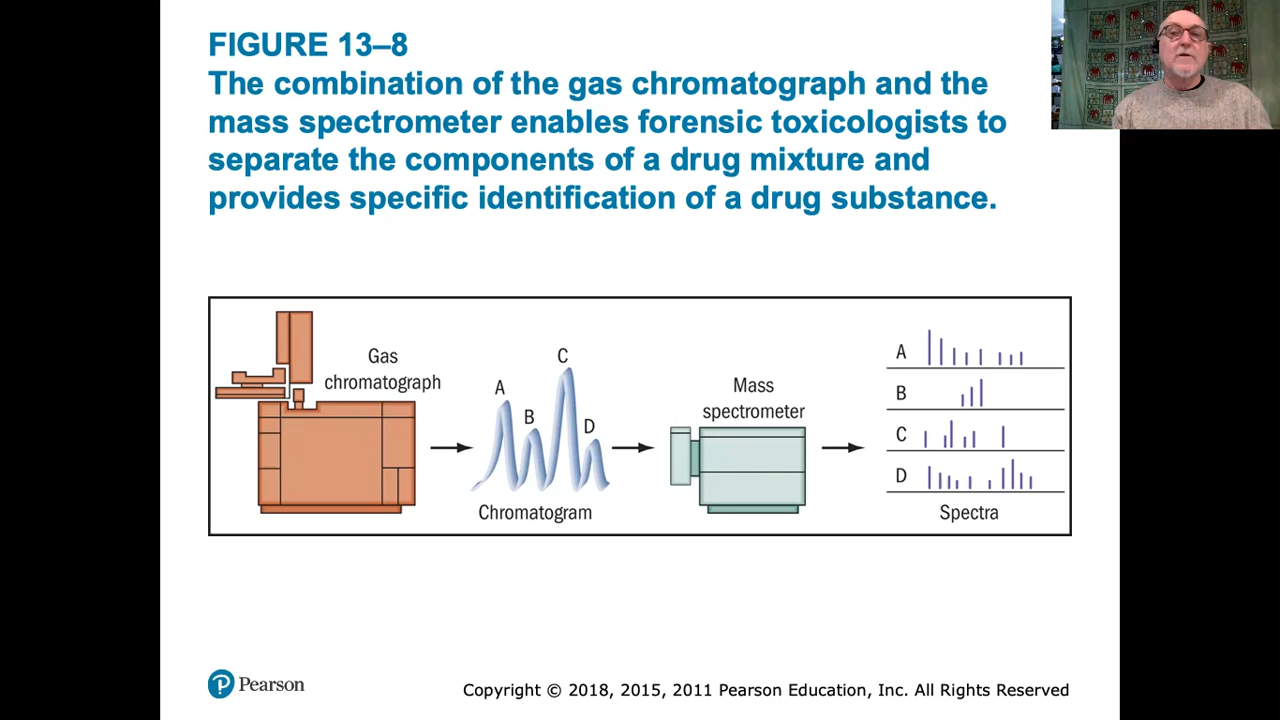 FIGURE 13–8
The combination of the gas chromatograph and the
mass spectrometer enables forensic toxicologists to
separate the components of a drug mixture and
provides specific identification of a drug substance.
Gas
chromatograph
A
B
C
D
Chromatogram
Mass
spectrometer
A
B
C
D
Spectra
Pearson
Copyright © 2018, 2015, 2011 Pearson Education, Inc. All Rights Reserved